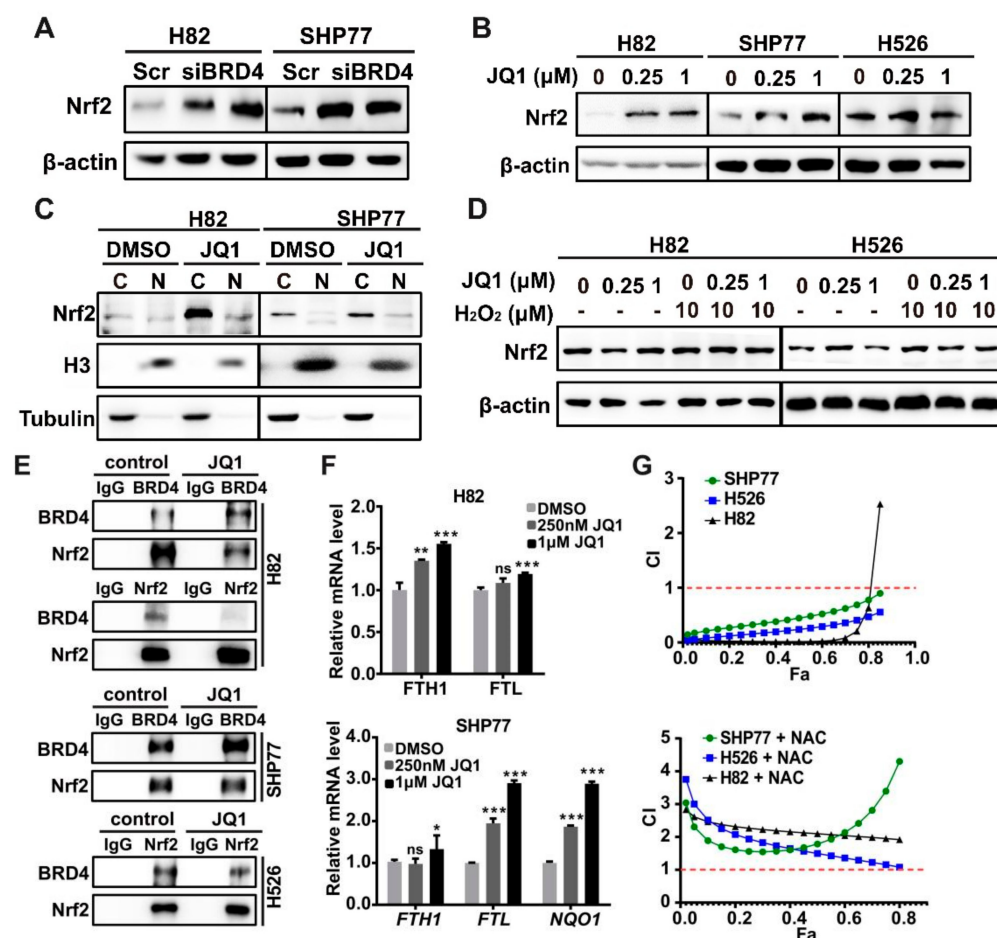 A
H82 SHP77
Scr siBRD4 Scr siBRD4
Nrf2
β-actin
B
H82 SHP77 H526
JQ1 (μM) 0 0.25 1 0 0.25 1 0 0.25 1
Nrf2
β-actin
C
H82 SHP77
DMSO JQ1 DMSO JQ1
C N C N C N C N
Nrf2
H3
Tubulin
D
H82 H526
JQ1 (μM) 0 0.25 1 0 0.25 1 0 0.25 1 0 0.25 1
H₂O₂ (μM) - - - 10 10 10 - - - 10 10 10
Nrf2
β-actin
E
control JQ1
IgG BRD4 IgG BRD4
BRD4
Nrf2
IgG Nrf2 IgG Nrf2
BRD4
Nrf2
H82
control JQ1
IgG BRD4 IgG BRD4
BRD4
Nrf2
SHP77
control JQ1
IgG Nrf2 IgG Nrf2
BRD4
Nrf2
H526
F
H82
DMSO
250nM JQ1
1μM JQ1
Relative mRNA level
2.0
1.5
1.0
0.5
0.0
** *** ns ***
FTH1 FTL
SHP77
DMSO
250nM JQ1
1μM JQ1
Relative mRNA level
4.0
3.0
2.0
1.0
0.0
ns * *** *** *** ***
FTH1 FTL NQO1
G
SHP77
H526
H82
CI
3
2
1
0
0.0 0.2 0.4 0.6 0.8 1.0
Fa
SHP77 + NAC
H526 + NAC
H82 + NAC
CI
5
4
3
2
1
0
0.0 0.2 0.4 0.6 0.8
Fa